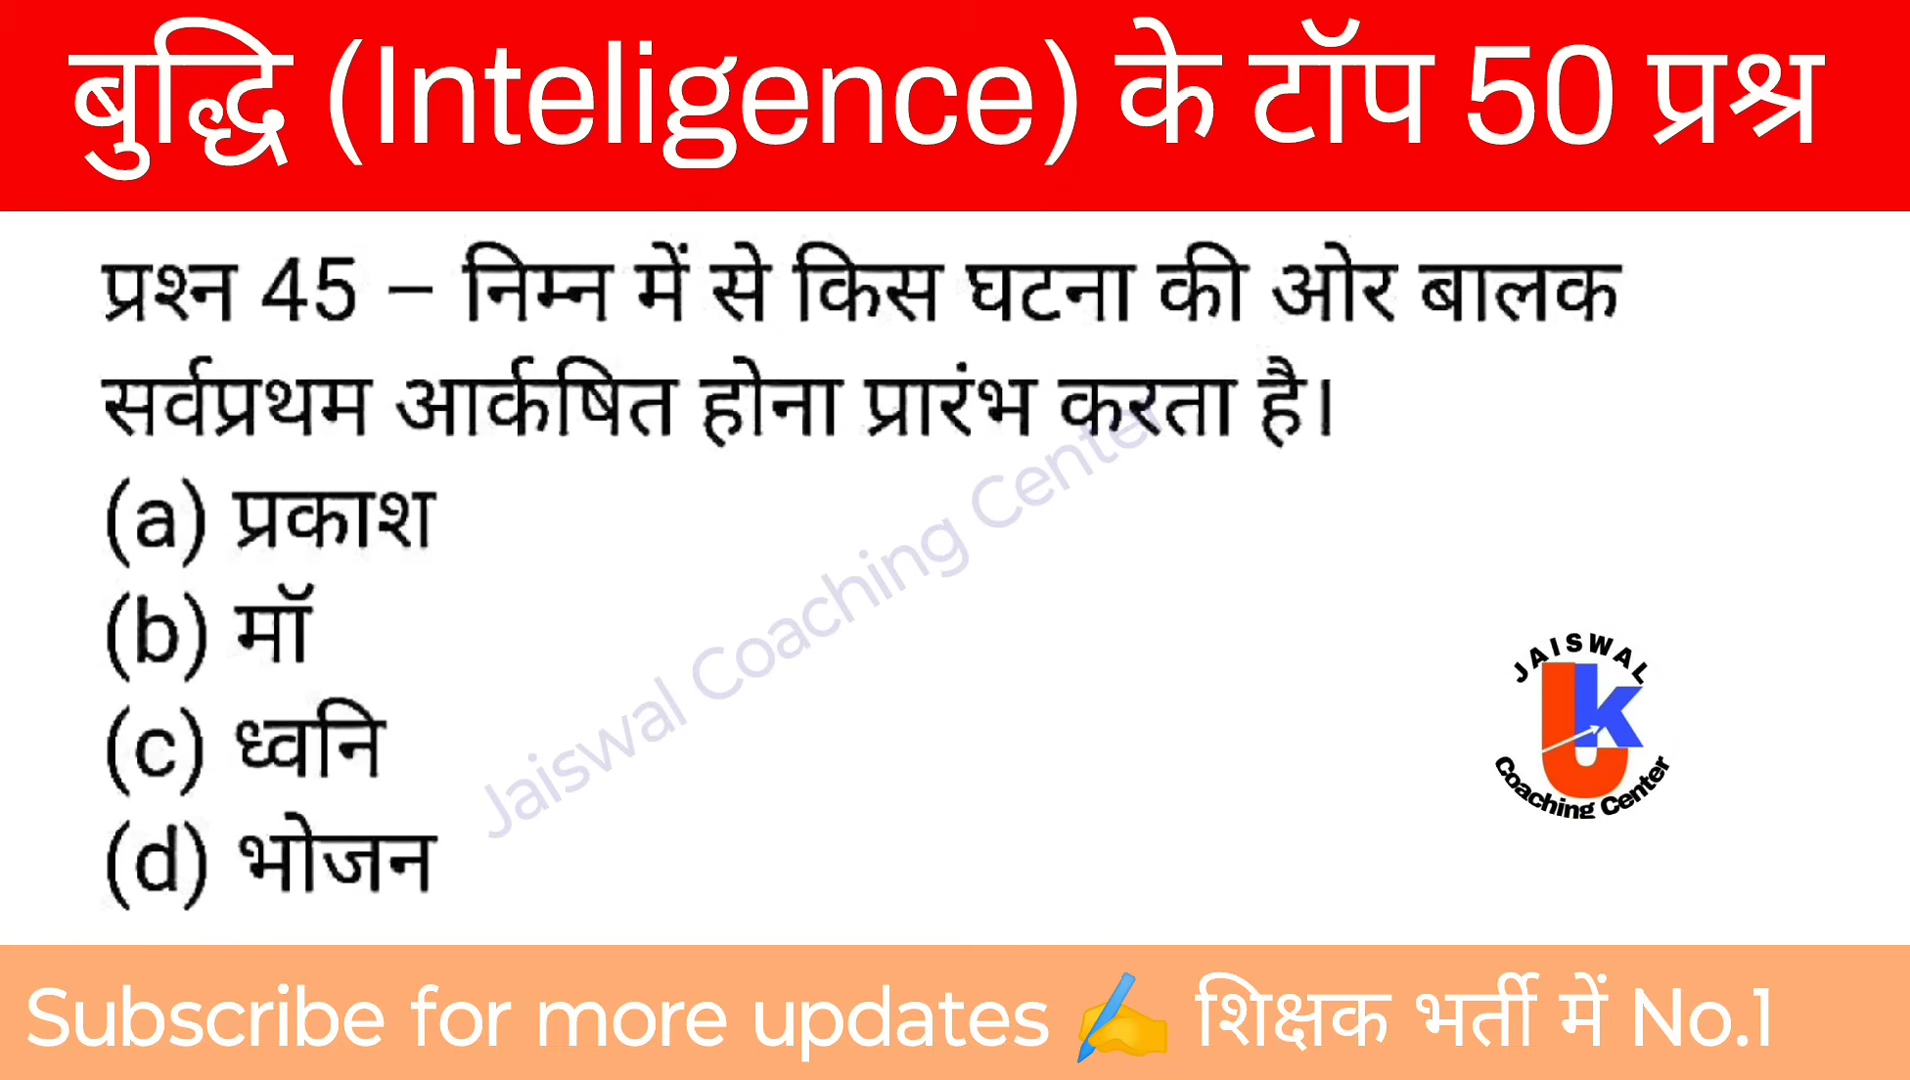 बुद्धि (Inteligence) के टॉप 50 प्रश्न
प्रश्न 45 – निम्न में से किस घटना की ओर बालक
सर्वप्रथम आर्कषित होना प्रारंभ करता है।
(a) प्रकाश
(b) मॉ
(c) ध्वनि
(d) भोजन
Jaiswal Coaching Center
JAISWAL
Jk
Coaching Center
Subscribe for more updates ✍️ शिक्षक भर्ती में No.1